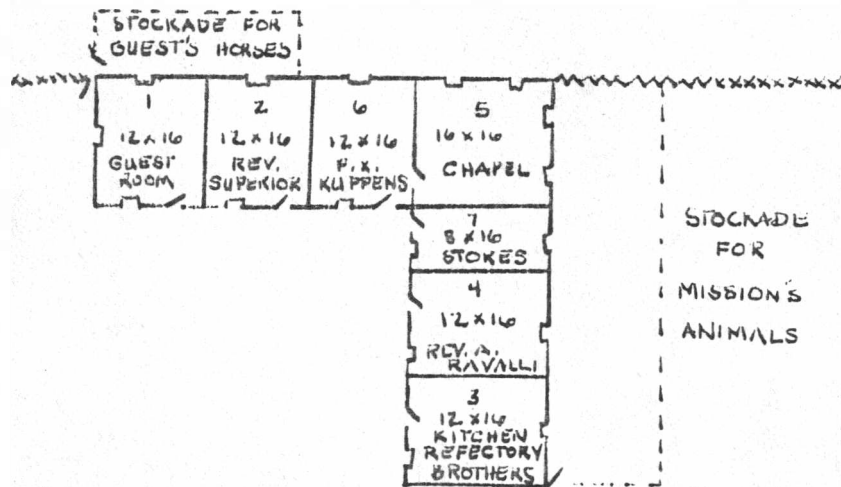 STOCKADE FOR
GUEST'S HORSES
1
12 x 16
GUEST
ROOM
2
12 x 16
REV.
SUPERIOR
6
12 x 16
F. X.
KUPPENS
5
16 x 16
CHAPEL
7
8 x 16
STORES
4
12 x 16
REV. A.
RAVALLI
3
12 x 16
KITCHEN
REFECTORY
BROTHERS
STOCKADE
FOR
MISSION'S
ANIMALS